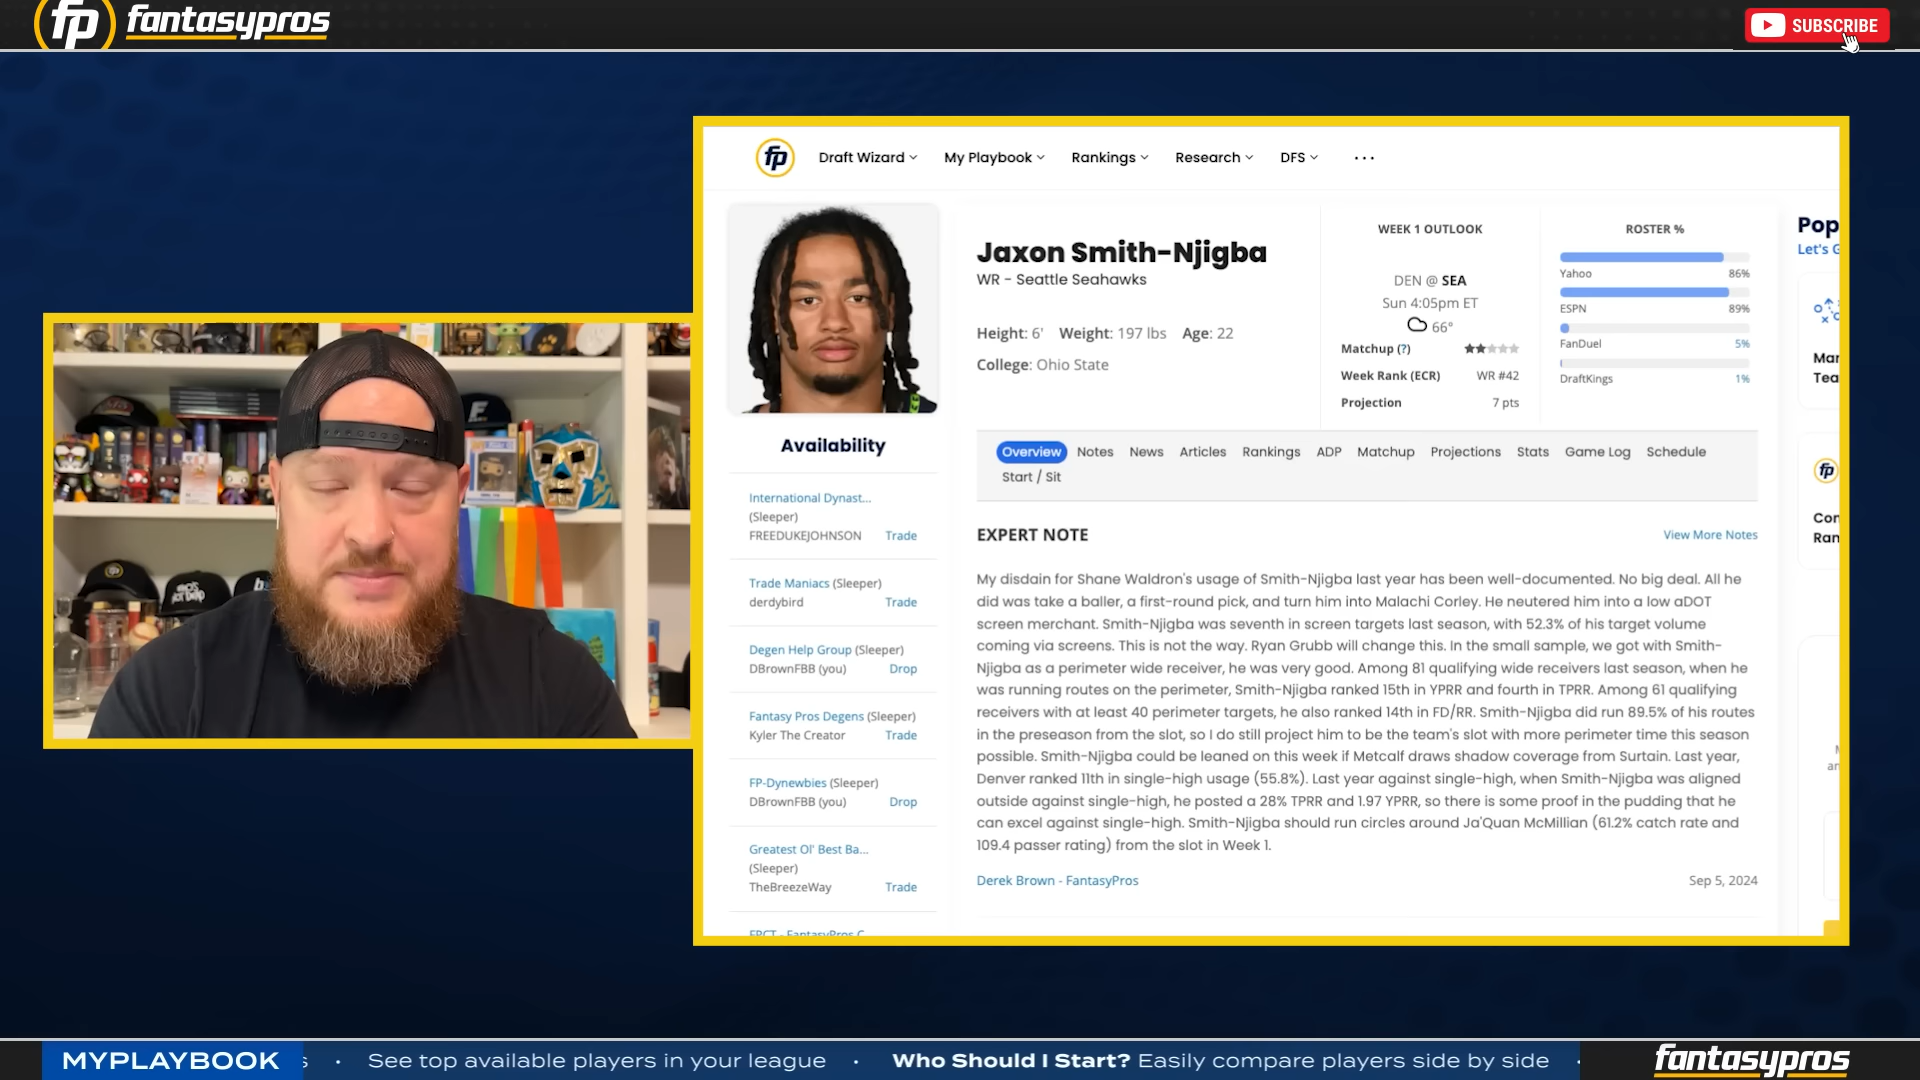 fp fantasypros
SUBSCRIBE
fp
Draft Wizard
My Playbook
Rankings
Research
DFS
...
Jaxon Smith-Njigba
WR - Seattle Seahawks
Height: 6' Weight: 197 lbs Age: 22
College: Ohio State
WEEK 1 OUTLOOK
DEN @ SEA
Sun 4:05pm ET
66°
Matchup (?)
Week Rank (ECR) WR #42
Projection 7 pts
ROSTER %
Yahoo 86%
ESPN 89%
FanDuel 5%
DraftKings 1%
Pop
Let's G
Mar
Tea
fp
Con
Ran
Availability
International Dynast...
(Sleeper)
FREEDUKEJOHNSON Trade
Trade Maniacs (Sleeper)
derdybird Trade
Degen Help Group (Sleeper)
DBrownFBB (you) Drop
Fantasy Pros Degens (Sleeper)
Kyler The Creator Trade
FP-Dynewbies (Sleeper)
DBrownFBB (you) Drop
Greatest Ol' Best Ba...
(Sleeper)
TheBreezeWay Trade
Overview Notes News Articles Rankings ADP Matchup Projections Stats Game Log Schedule
Start / Sit
EXPERT NOTE View More Notes
My disdain for Shane Waldron's usage of Smith-Njigba last year has been well-documented. No big deal. All he
did was take a baller, a first-round pick, and turn him into Malachi Corley. He neutered him into a low aDOT
screen merchant. Smith-Njigba was seventh in screen targets last season, with 52.3% of his target volume
coming via screens. This is not the way. Ryan Grubb will change this. In the small sample, we got with Smith-
Njigba as a perimeter wide receiver, he was very good. Among 81 qualifying wide receivers last season, when he
was running routes on the perimeter, Smith-Njigba ranked 15th in YPRR and fourth in TPRR. Among 61 qualifying
receivers with at least 40 perimeter targets, he also ranked 14th in FD/RR. Smith-Njigba did run 89.5% of his routes
in the preseason from the slot, so I do still project him to be the team's slot with more perimeter time this season
possible. Smith-Njigba could be leaned on this week if Metcalf draws shadow coverage from Surtain. Last year,
Denver ranked 11th in single-high usage (55.8%). Last year against single-high, when Smith-Njigba was aligned
outside against single-high, he posted a 28% TPRR and 1.97 YPRR, so there is some proof in the pudding that he
can excel against single-high. Smith-Njigba should run circles around Ja'Quan McMillian (61.2% catch rate and
109.4 passer rating) from the slot in Week 1.
Derek Brown - FantasyPros Sep 5, 2024
MYPLAYBOOK
s • See top available players in your league • Who Should I Start? Easily compare players side by side •
fantasypros